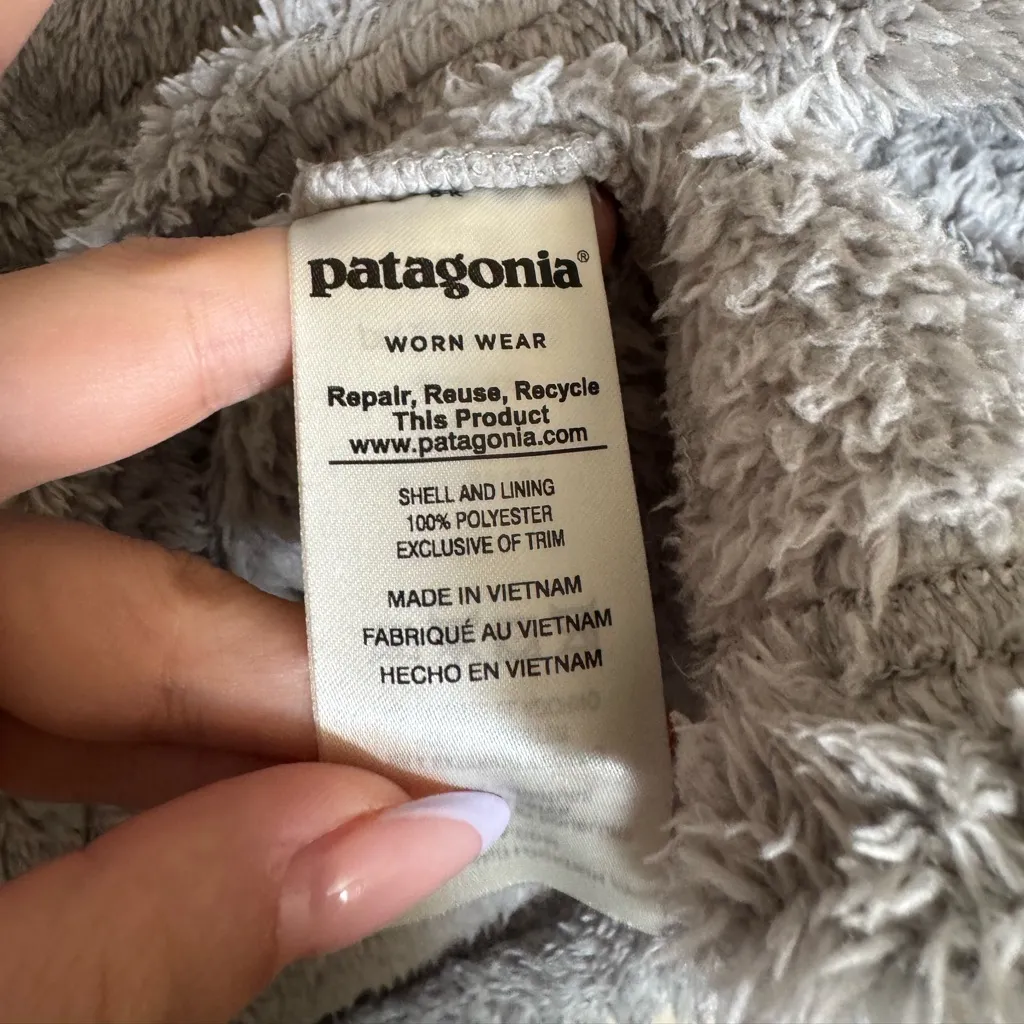 patagonia®
WORN WEAR
Repair, Reuse, Recycle
This Product
www.patagonia.com
SHELL AND LINING
100% POLYESTER
EXCLUSIVE OF TRIM
MADE IN VIETNAM
FABRIQUÉ AU VIETNAM
HECHO EN VIETNAM